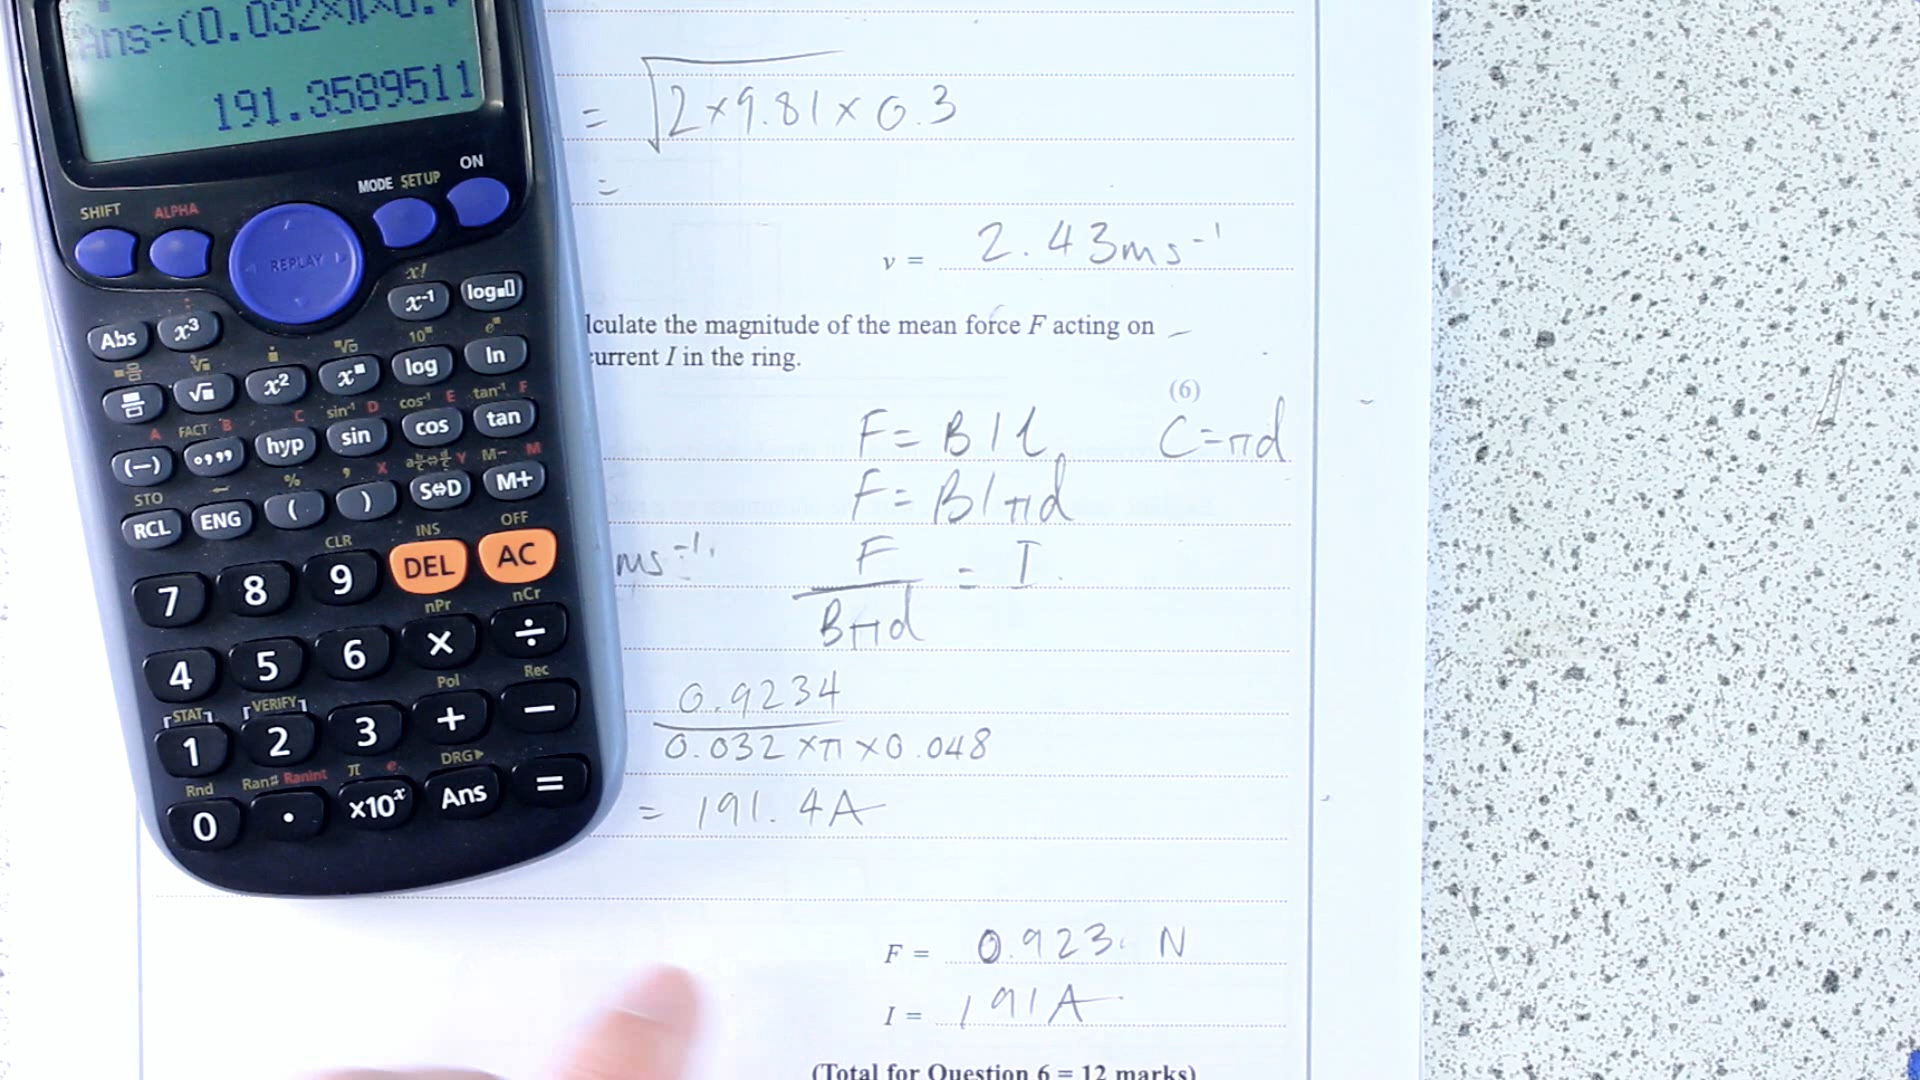 Ans÷(0.032×π×0.
191.3589511
= √2×9.81×0.3
=
ON
MODE SETUP
SHIFT ALPHA
REPLAY
v = 2.43ms⁻¹
x!
x⁻¹ log
Abs x³
lculate the magnitude of the mean force F acting on
urrent I in the ring.
(6)
10 e
√ x² x log ln
C sin⁻¹ D cos⁻¹ E tan⁻¹ F
A FACT B
(−) °’’’ hyp sin cos tan
F = BIl C=πd
% , X Y M− M
STO
RCL ENG ( ) S⇔D M+
F = BIπd
CLR INS OFF
7 8 9 DEL AC
ms⁻¹. F/Bπd = I.
nPr nCr
4 5 6 × ÷
Pol Rec
STAT VERIFY
1 2 3 + −
0.9234
0.032×π×0.048
DRG▶
Rnd Ran# RanInt π e
0 . ×10ˣ Ans =
= 191.4A
F = 0.923 N
I = 191A
(Total for Question 6 = 12 marks)